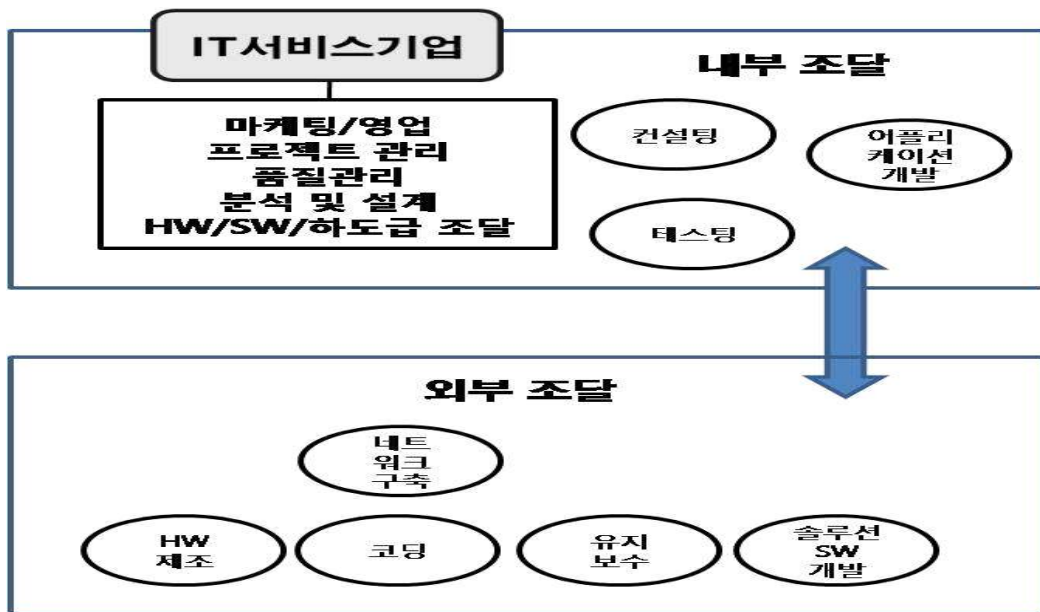 IT서비스기업
내부 조달
마케팅/영업
프로젝트 관리
품질관리
분석 및 설계
HW/SW/하도급 조달
컨설팅
어플리
케이션
개발
테스팅
외부 조달
네트
워크
구축
HW
제조
코딩
유지
보수
솔루션
SW
개발